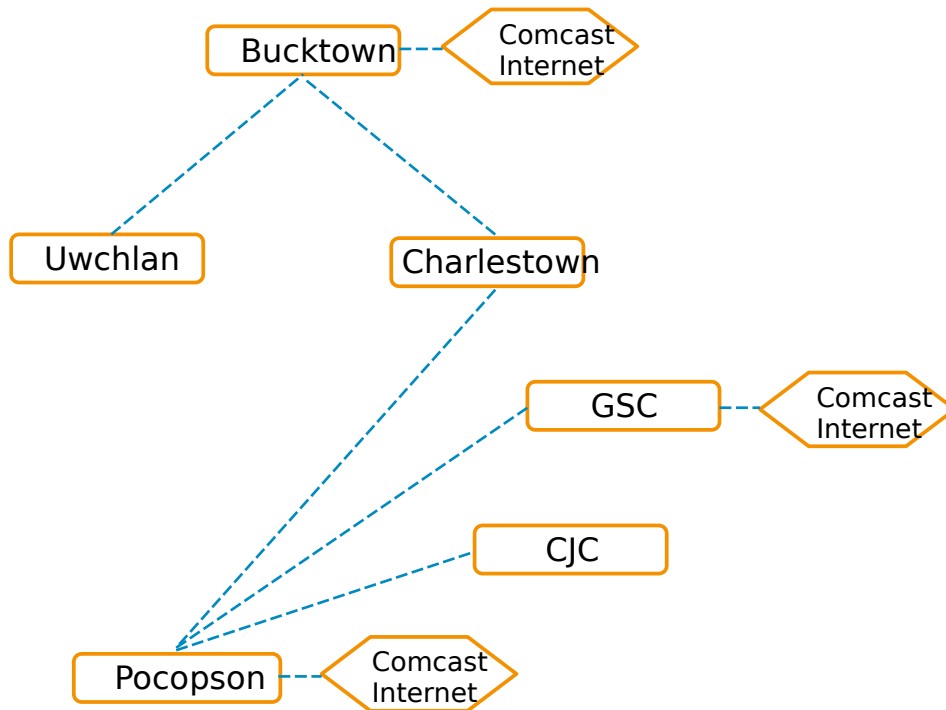 Bucktown
Comcast
Internet
Uwchlan
Charlestown
GSC
Comcast
Internet
CJC
Pocopson
Comcast
Internet